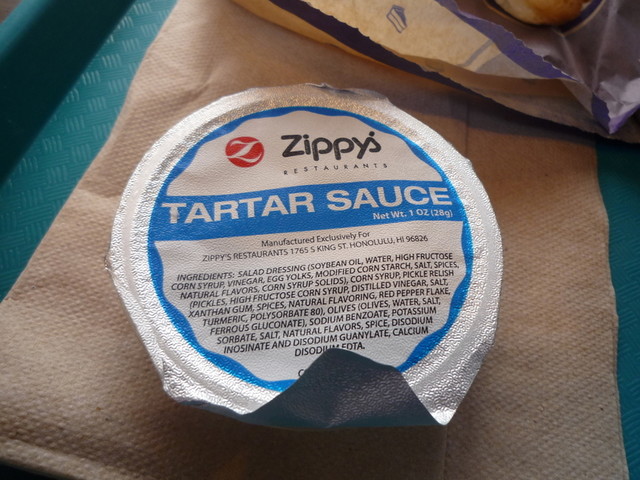 Zippy's
RESTAURANTS
TARTAR SAUCE
Net Wt. 1 OZ (28g)
Manufactured Exclusively For
ZIPPY'S RESTAURANTS 1765 S KING ST. HONOLULU, HI 96826
INGREDIENTS: SALAD DRESSING (SOYBEAN OIL, WATER, HIGH FRUCTOSE
CORN SYRUP, VINEGAR, EGG YOLKS, MODIFIED CORN STARCH, SALT, SPICES,
NATURAL FLAVORS, CORN SYRUP SOLIDS), CORN SYRUP, PICKLE RELISH
(PICKLES, HIGH FRUCTOSE CORN SYRUP, DISTILLED VINEGAR, SALT,
XANTHAN GUM, SPICES, NATURAL FLAVORING, RED PEPPER FLAKE,
TURMERIC, POLYSORBATE 80), OLIVES (OLIVES, WATER, SALT,
FERROUS GLUCONATE), SODIUM BENZOATE, POTASSIUM
SORBATE, SALT, NATURAL FLAVORS, SPICE, DISODIUM
INOSINATE AND DISODIUM GUANYLATE, CALCIUM
DISODIUM EDTA.